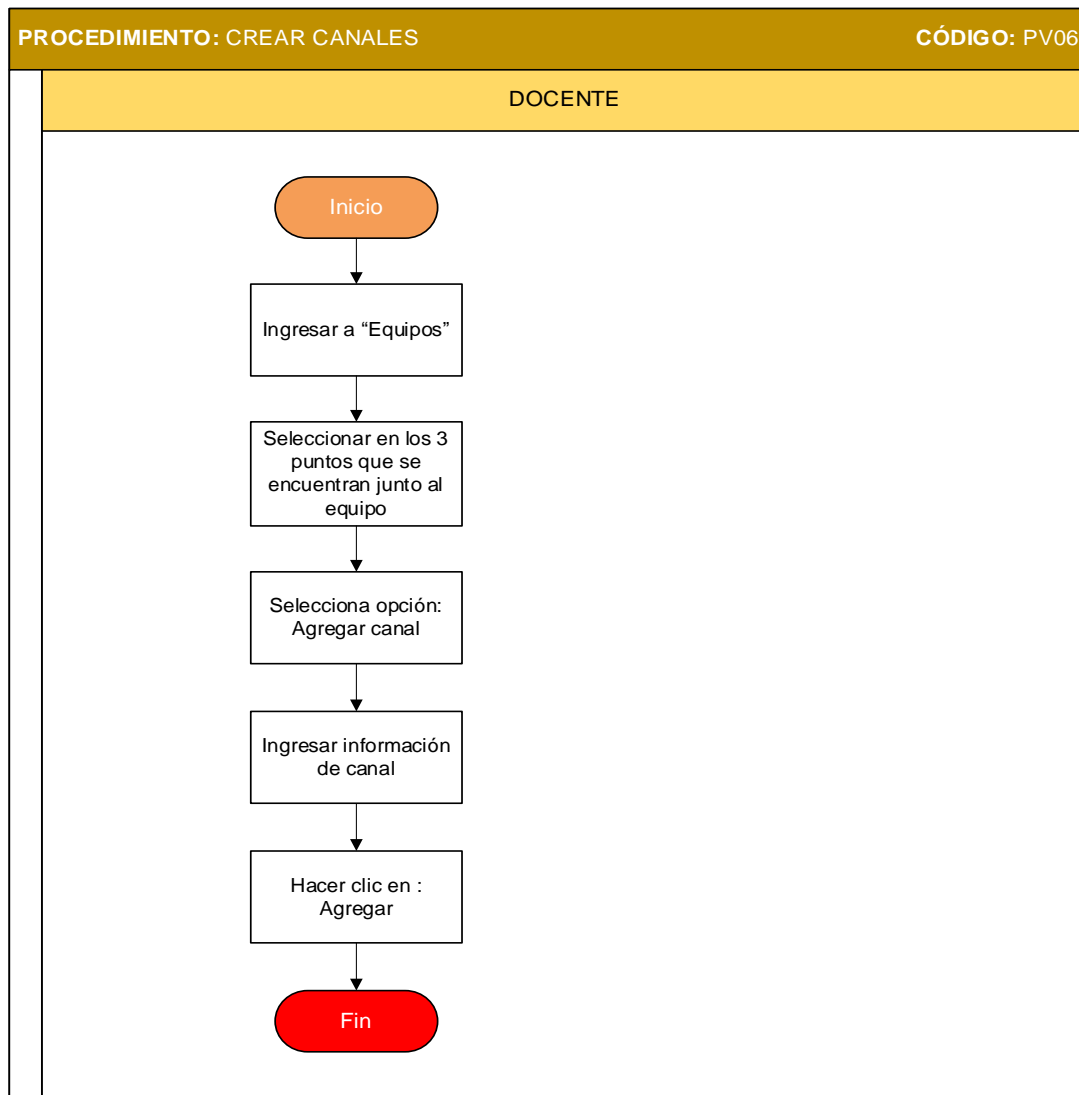 PROCEDIMIENTO: CREAR CANALES CÓDIGO: PV06
DOCENTE
Inicio
Ingresar a “Equipos”
Seleccionar en los 3
puntos que se
encuentran junto al
equipo
Selecciona opción:
Agregar canal
Ingresar información
de canal
Hacer clic en :
Agregar
Fin